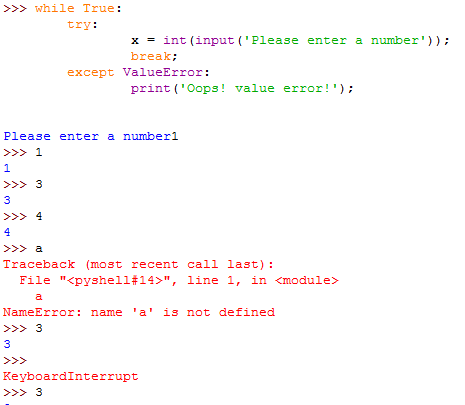 >>> while True:
try:
x = int(input('Please enter a number'));
break;
except ValueError:
print('Oops! value error!');
Please enter a number1
>>> 1
1
>>> 3
3
>>> 4
4
>>> a
Traceback (most recent call last):
File "<pyshell#14>", line 1, in <module>
a
NameError: name 'a' is not defined
>>> 3
3
>>>
KeyboardInterrupt
>>> 3